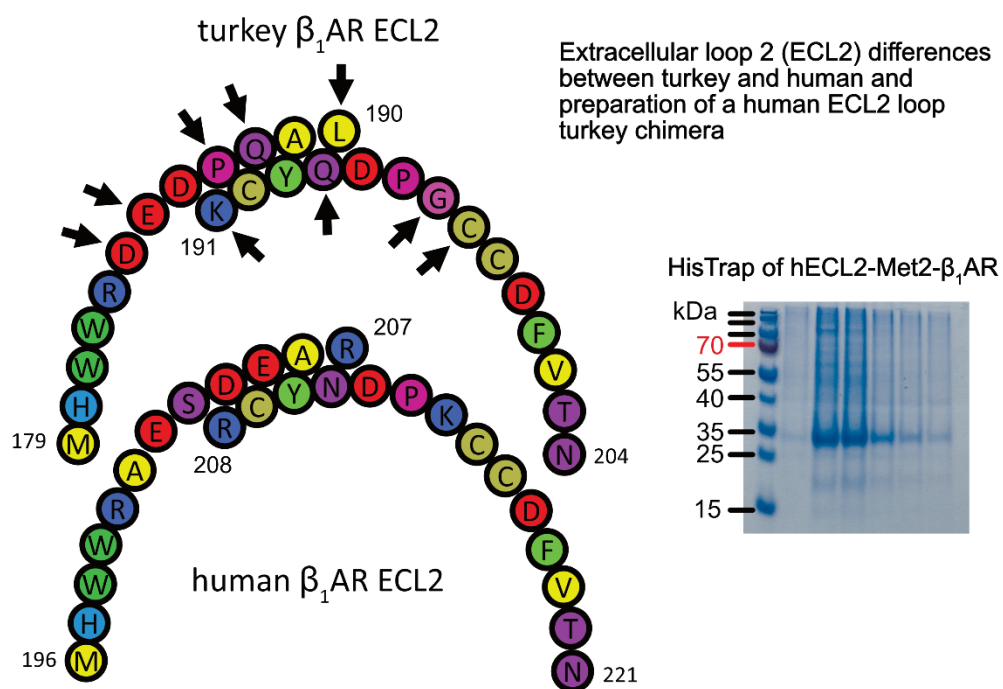 turkey β₁AR ECL2
179 M H W W R D E D P Q A L 190
191 K C Y Q D P G C C D F V T N 204
207
196 M H W W R A E S D E A R
208 R C Y N D P K C C D F V T N 221
human β₁AR ECL2
Extracellular loop 2 (ECL2) differences
between turkey and human and
preparation of a human ECL2 loop
turkey chimera
HisTrap of hECL2-Met2-β₁AR
kDa
70
55
40
35
25
15